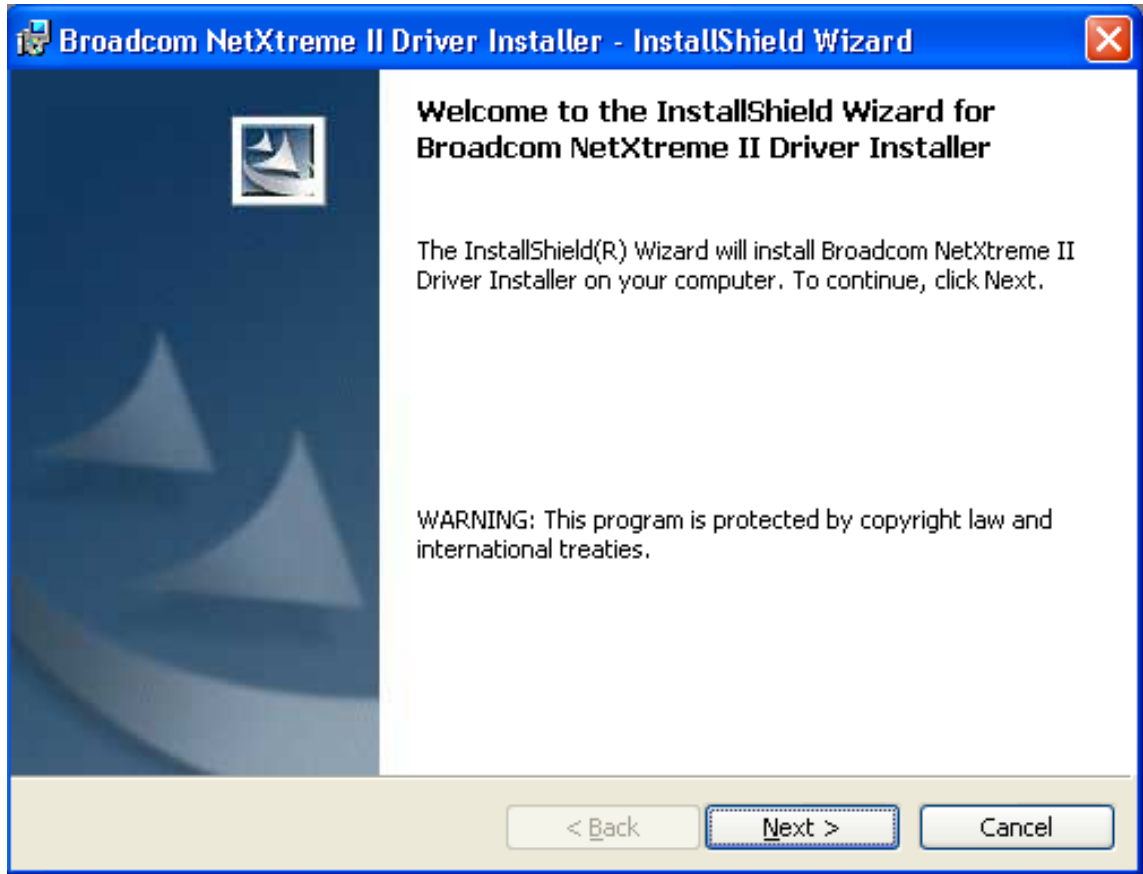 Broadcom NetXtreme II Driver Installer - InstallShield Wizard
Welcome to the InstallShield Wizard for
Broadcom NetXtreme II Driver Installer
The InstallShield(R) Wizard will install Broadcom NetXtreme II
Driver Installer on your computer. To continue, click Next.
WARNING: This program is protected by copyright law and
international treaties.
< Back
Next >
Cancel